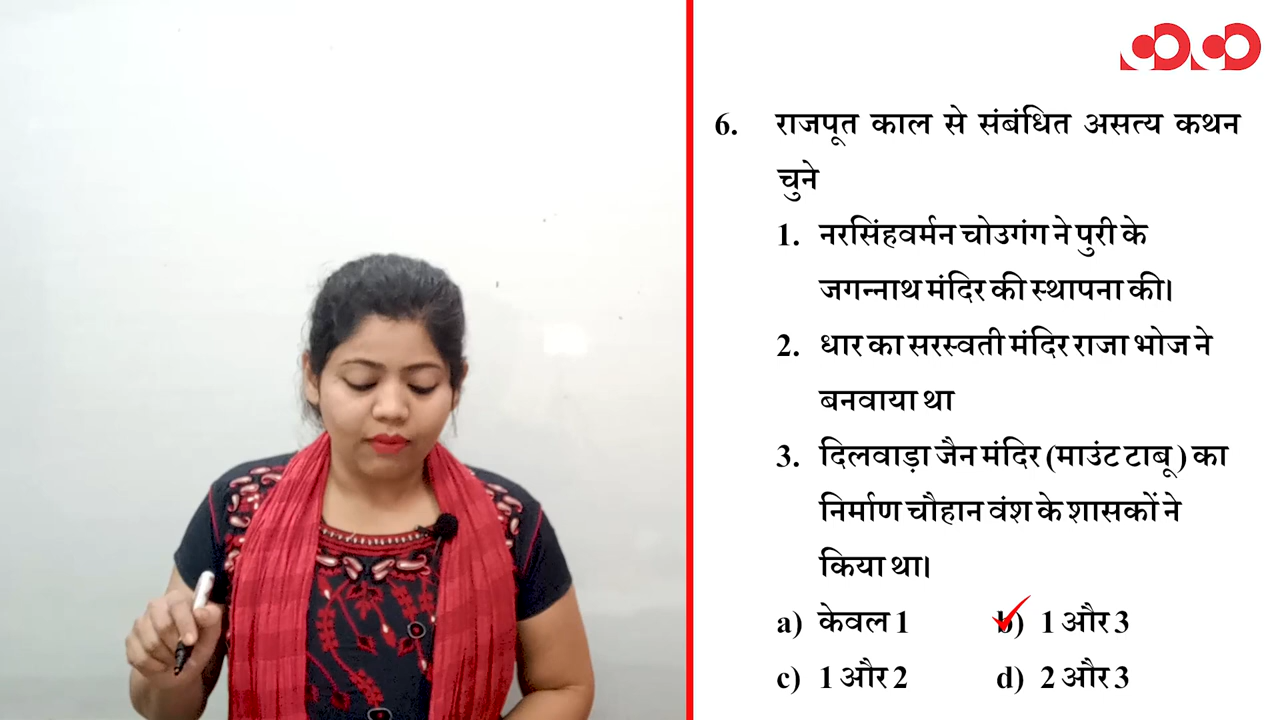 6. राजपूत काल से संबंधित असत्य कथन
चुने
1. नरसिंहवर्मन चोउगंग ने पुरी के
जगन्नाथ मंदिर की स्थापना की।
2. धार का सरस्वती मंदिर राजा भोज ने
बनवाया था
3. दिलवाड़ा जैन मंदिर (माउंट टाबू ) का
निर्माण चौहान वंश के शासकों ने
किया था।
a) केवल 1 b) 1 और 3
c) 1 और 2 d) 2 और 3